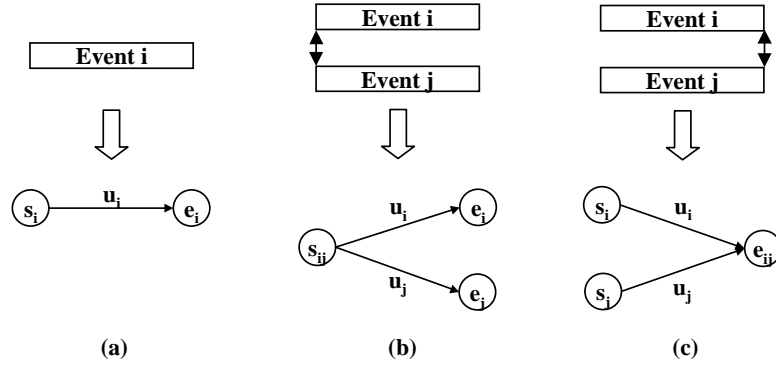 Event i
s_i u_i e_i
(a)
Event i
Event j
s_ij u_i e_i
u_j e_j
(b)
Event i
Event j
s_i u_i e_ij
s_j u_j
(c)